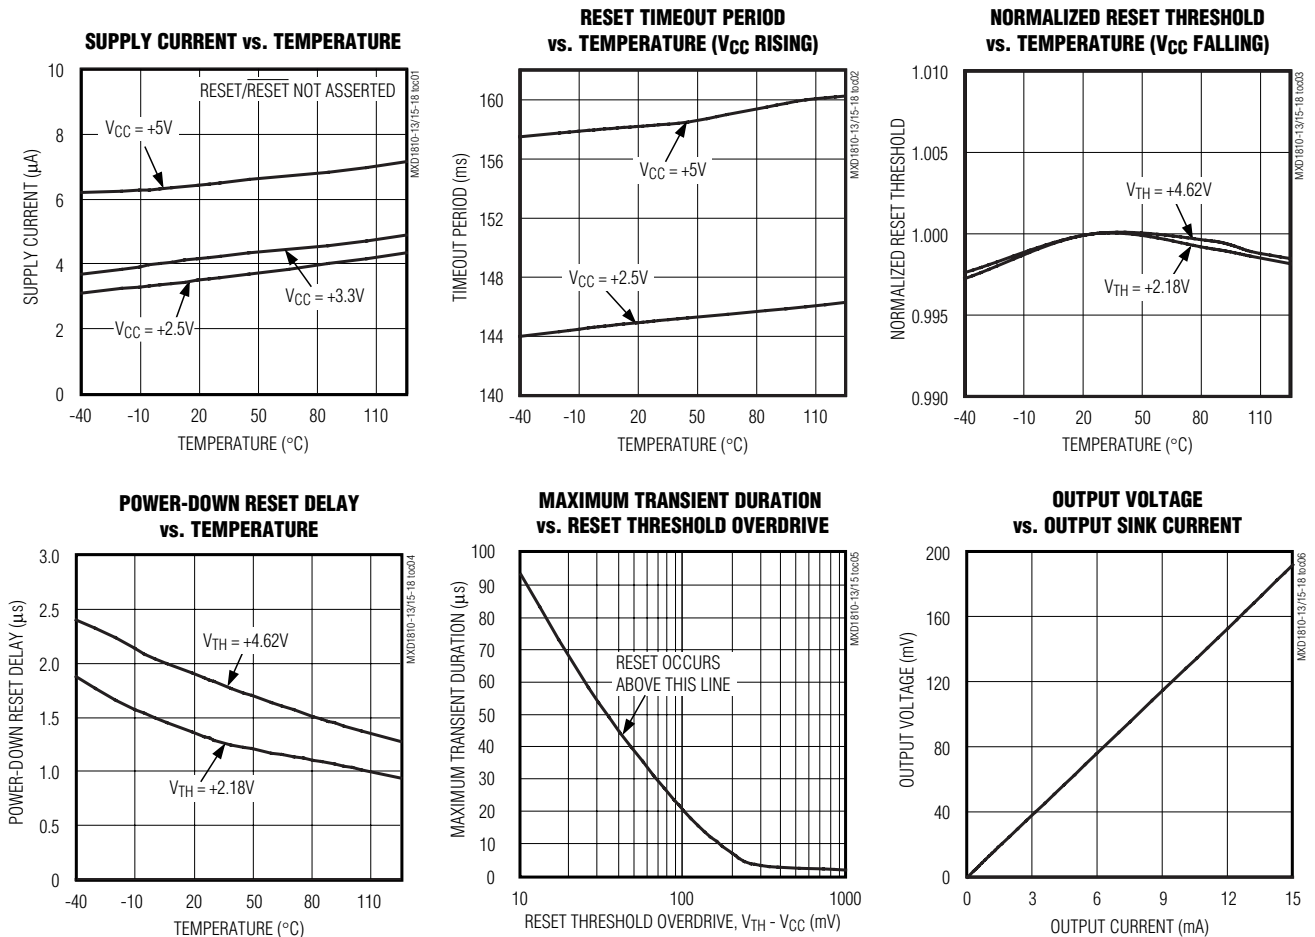 SUPPLY CURRENT vs. TEMPERATURE
10
8
6
4
2
0
SUPPLY CURRENT (µA)
RESET/RESET NOT ASSERTED
VCC = +5V
VCC = +3.3V
VCC = +2.5V
-40
-10
20
50
80
110
TEMPERATURE (°C)
MXD1810-13/15-18 toc01
RESET TIMEOUT PERIOD
vs. TEMPERATURE (VCC RISING)
160
156
152
148
144
140
TIMEOUT PERIOD (ms)
VCC = +5V
VCC = +2.5V
-40
-10
20
50
80
110
TEMPERATURE (°C)
MXD1810-13/15-18 toc02
NORMALIZED RESET THRESHOLD
vs. TEMPERATURE (VCC FALLING)
1.010
1.005
1.000
0.995
0.990
NORMALIZED RESET THRESHOLD
VTH = +4.62V
VTH = +2.18V
-40
-10
20
50
80
110
TEMPERATURE (°C)
MXD1810-13/15-18 toc03
POWER-DOWN RESET DELAY
vs. TEMPERATURE
3.0
2.5
2.0
1.5
1.0
0.5
0
POWER-DOWN RESET DELAY (µs)
VTH = +4.62V
VTH = +2.18V
-40
-10
20
50
80
110
TEMPERATURE (°C)
MXD1810-13/15-18 toc04
MAXIMUM TRANSIENT DURATION
vs. RESET THRESHOLD OVERDRIVE
100
90
80
70
60
50
40
30
20
10
0
MAXIMUM TRANSIENT DURATION (µs)
RESET OCCURS
ABOVE THIS LINE
10
100
1000
RESET THRESHOLD OVERDRIVE, VTH - VCC (mV)
MXD1810-13/15 toc05
OUTPUT VOLTAGE
vs. OUTPUT SINK CURRENT
200
160
120
80
40
0
OUTPUT VOLTAGE (mV)
0
3
6
9
12
15
OUTPUT CURRENT (mA)
MXD1810-13/15-18 toc06